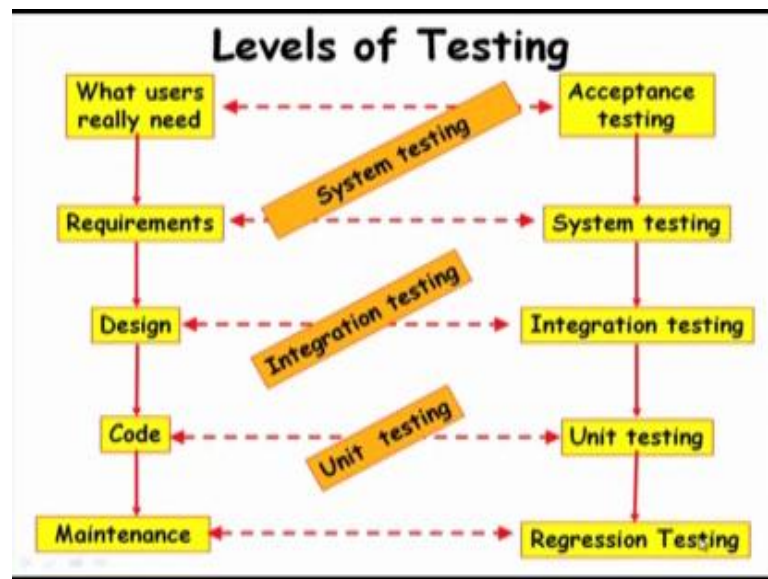 Levels of Testing
What users
really need
Acceptance
testing
System testing
Requirements
System testing
Integration testing
Design
Integration testing
Unit testing
Code
Unit testing
Maintenance
Regression Testing